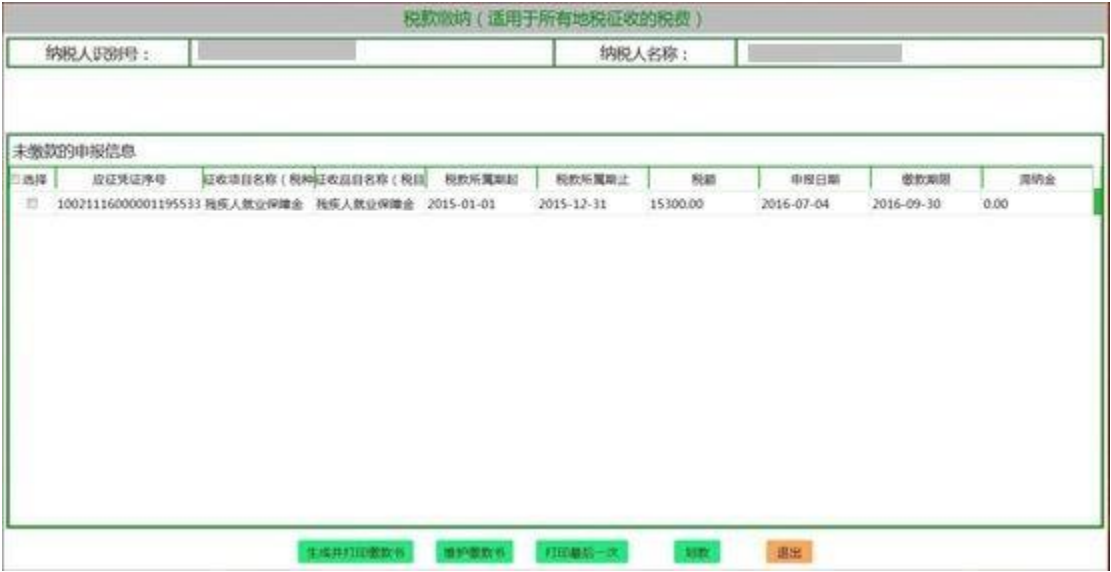 税款缴纳（适用于所有地税征收的税费）
纳税人识别号： 纳税人名称：
未缴款的申报信息
选择 应征凭证序号 征收项目名称（税种 征收品目名称（税目 税款所属期起 税款所属期止 税额 申报日期 缴款期限 滞纳金
10021116000001195533 残疾人就业保障金 残疾人就业保障金 2015-01-01 2015-12-31 15300.00 2016-07-04 2016-09-30 0.00
生成并打印缴款书 维护缴款书 打印最后一次 划款 退出